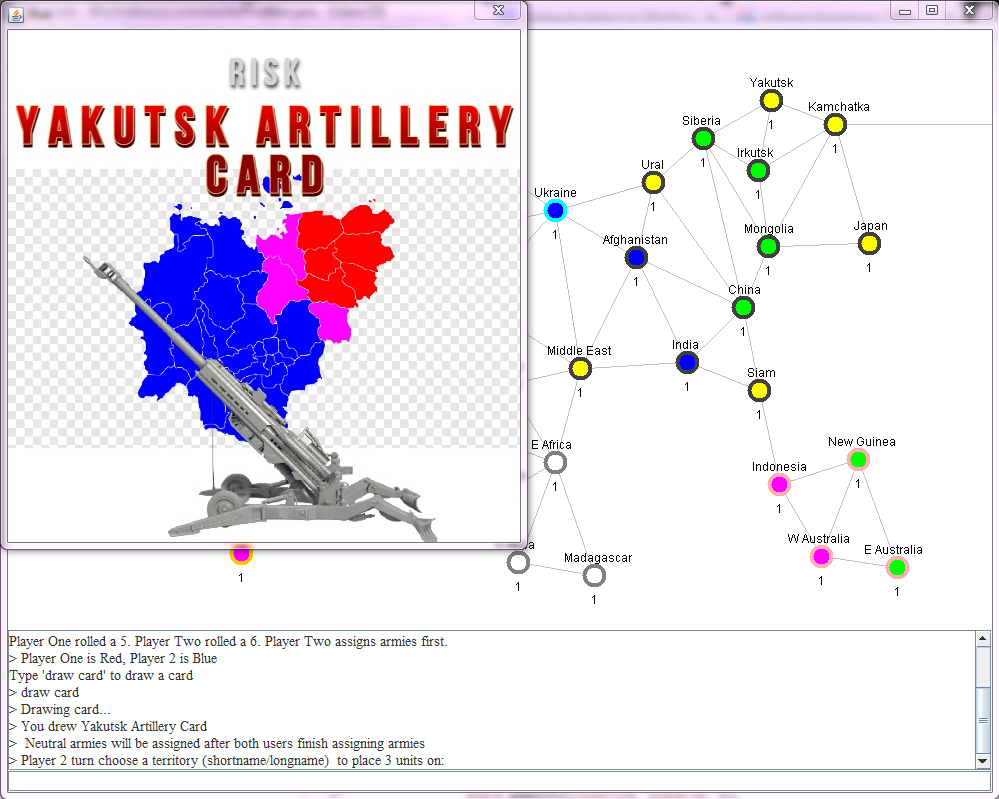 RISK
YAKUTSK ARTILLERY
CARD
Yakutsk
1
Kamchatka
1
Siberia
1
Irkutsk
1
Ural
1
Ukraine
1
Mongolia
1
Japan
1
Afghanistan
1
China
1
Middle East
1
India
1
Siam
1
E Africa
1
New Guinea
1
Indonesia
1
W Australia
1
E Australia
1
a
1
Madagascar
1
1
Player One rolled a 5. Player Two rolled a 6. Player Two assigns armies first.
> Player One is Red, Player 2 is Blue
Type 'draw card' to draw a card
> draw card
> Drawing card...
> You drew Yakutsk Artillery Card
>  Neutral armies will be assigned after both users finish assigning armies
> Player 2 turn choose a territory (shortname/longname)  to place 3 units on: